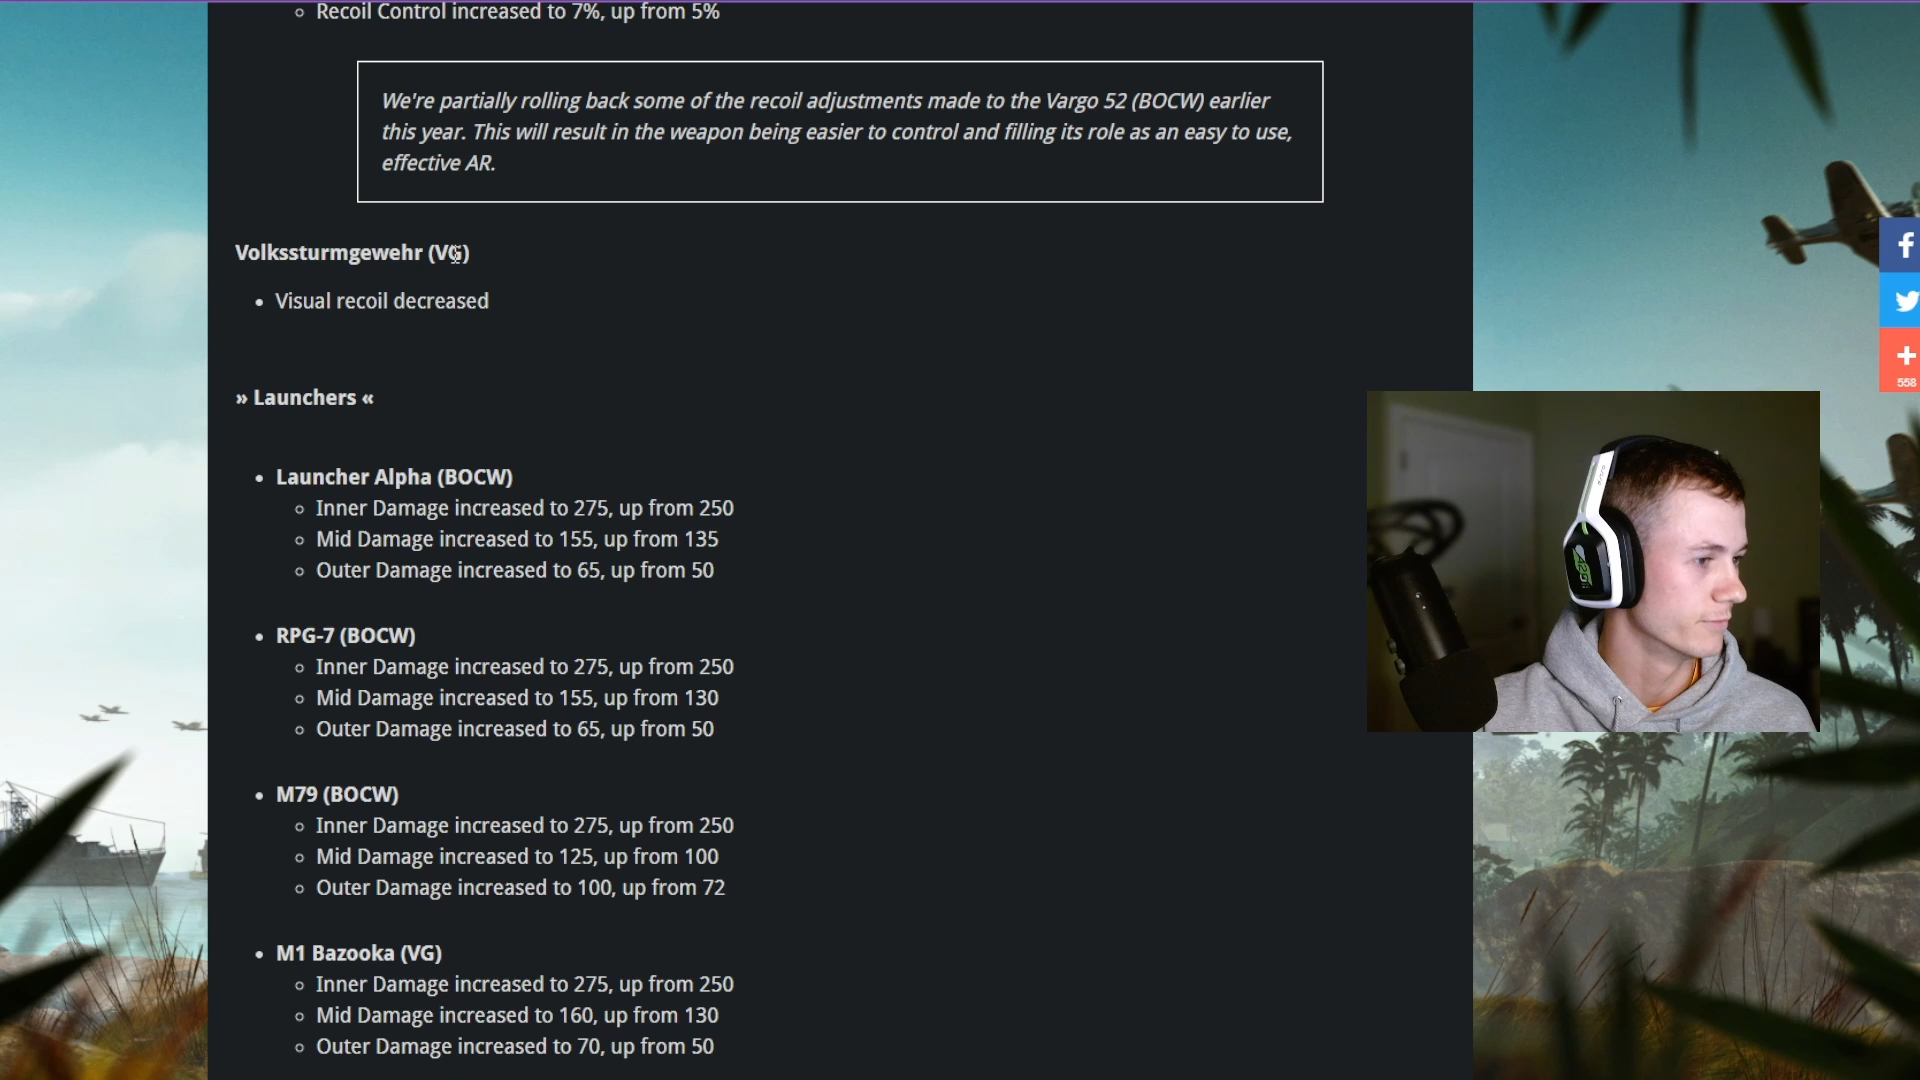 Recoil Control increased to 7%, up from 5%
We're partially rolling back some of the recoil adjustments made to the Vargo 52 (BOCW) earlier
this year. This will result in the weapon being easier to control and filling its role as an easy to use,
effective AR.
Volkssturmgewehr (VG)
Visual recoil decreased
» Launchers «
Launcher Alpha (BOCW)
Inner Damage increased to 275, up from 250
Mid Damage increased to 155, up from 135
Outer Damage increased to 65, up from 50
RPG-7 (BOCW)
Inner Damage increased to 275, up from 250
Mid Damage increased to 155, up from 130
Outer Damage increased to 65, up from 50
M79 (BOCW)
Inner Damage increased to 275, up from 250
Mid Damage increased to 125, up from 100
Outer Damage increased to 100, up from 72
M1 Bazooka (VG)
Inner Damage increased to 275, up from 250
Mid Damage increased to 160, up from 130
Outer Damage increased to 70, up from 50
558
A20